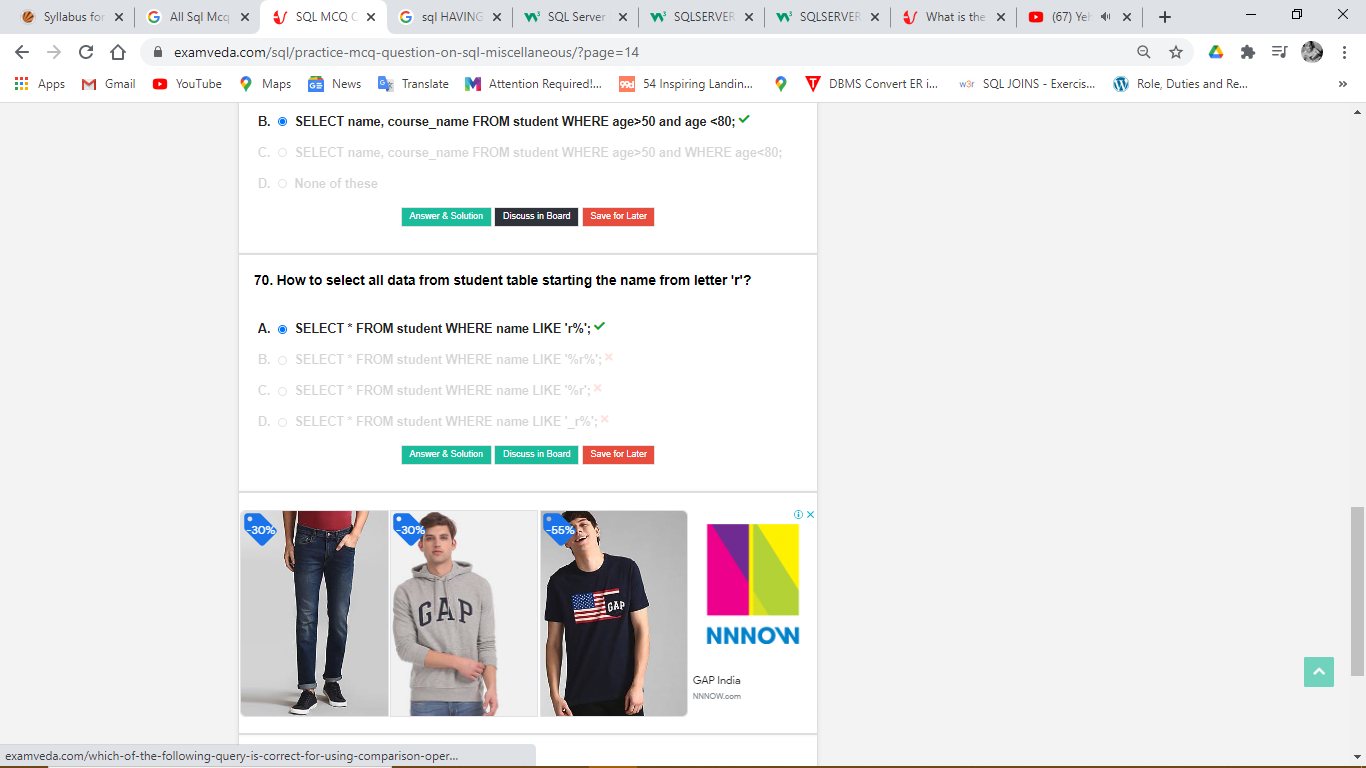 Syllabus for
All Sql Mcq
SQL MCQ C
sql HAVING
SQL Server
SQLSERVER
SQLSERVER
What is the
(67) Yeh
examveda.com/sql/practice-mcq-question-on-sql-miscellaneous/?page=14
Apps
Gmail
YouTube
Maps
News
Translate
Attention Required!...
99d
54 Inspiring Landin...
DBMS Convert ER i...
w3r
SQL JOINS - Exercis...
Role, Duties and Re...
B. SELECT name, course_name FROM student WHERE age>50 and age <80;
C. SELECT name, course_name FROM student WHERE age>50 and WHERE age<80;
D. None of these
Answer & Solution
Discuss in Board
Save for Later
70. How to select all data from student table starting the name from letter 'r'?
A. SELECT * FROM student WHERE name LIKE 'r%';
B. SELECT * FROM student WHERE name LIKE '%r%';
C. SELECT * FROM student WHERE name LIKE '%r';
D. SELECT * FROM student WHERE name LIKE '_r%';
Answer & Solution
Discuss in Board
Save for Later
-30%
-30%
-55%
GAP
GAP
NNNOW
GAP India
NNNOW.com
examveda.com/which-of-the-following-query-is-correct-for-using-comparison-oper...